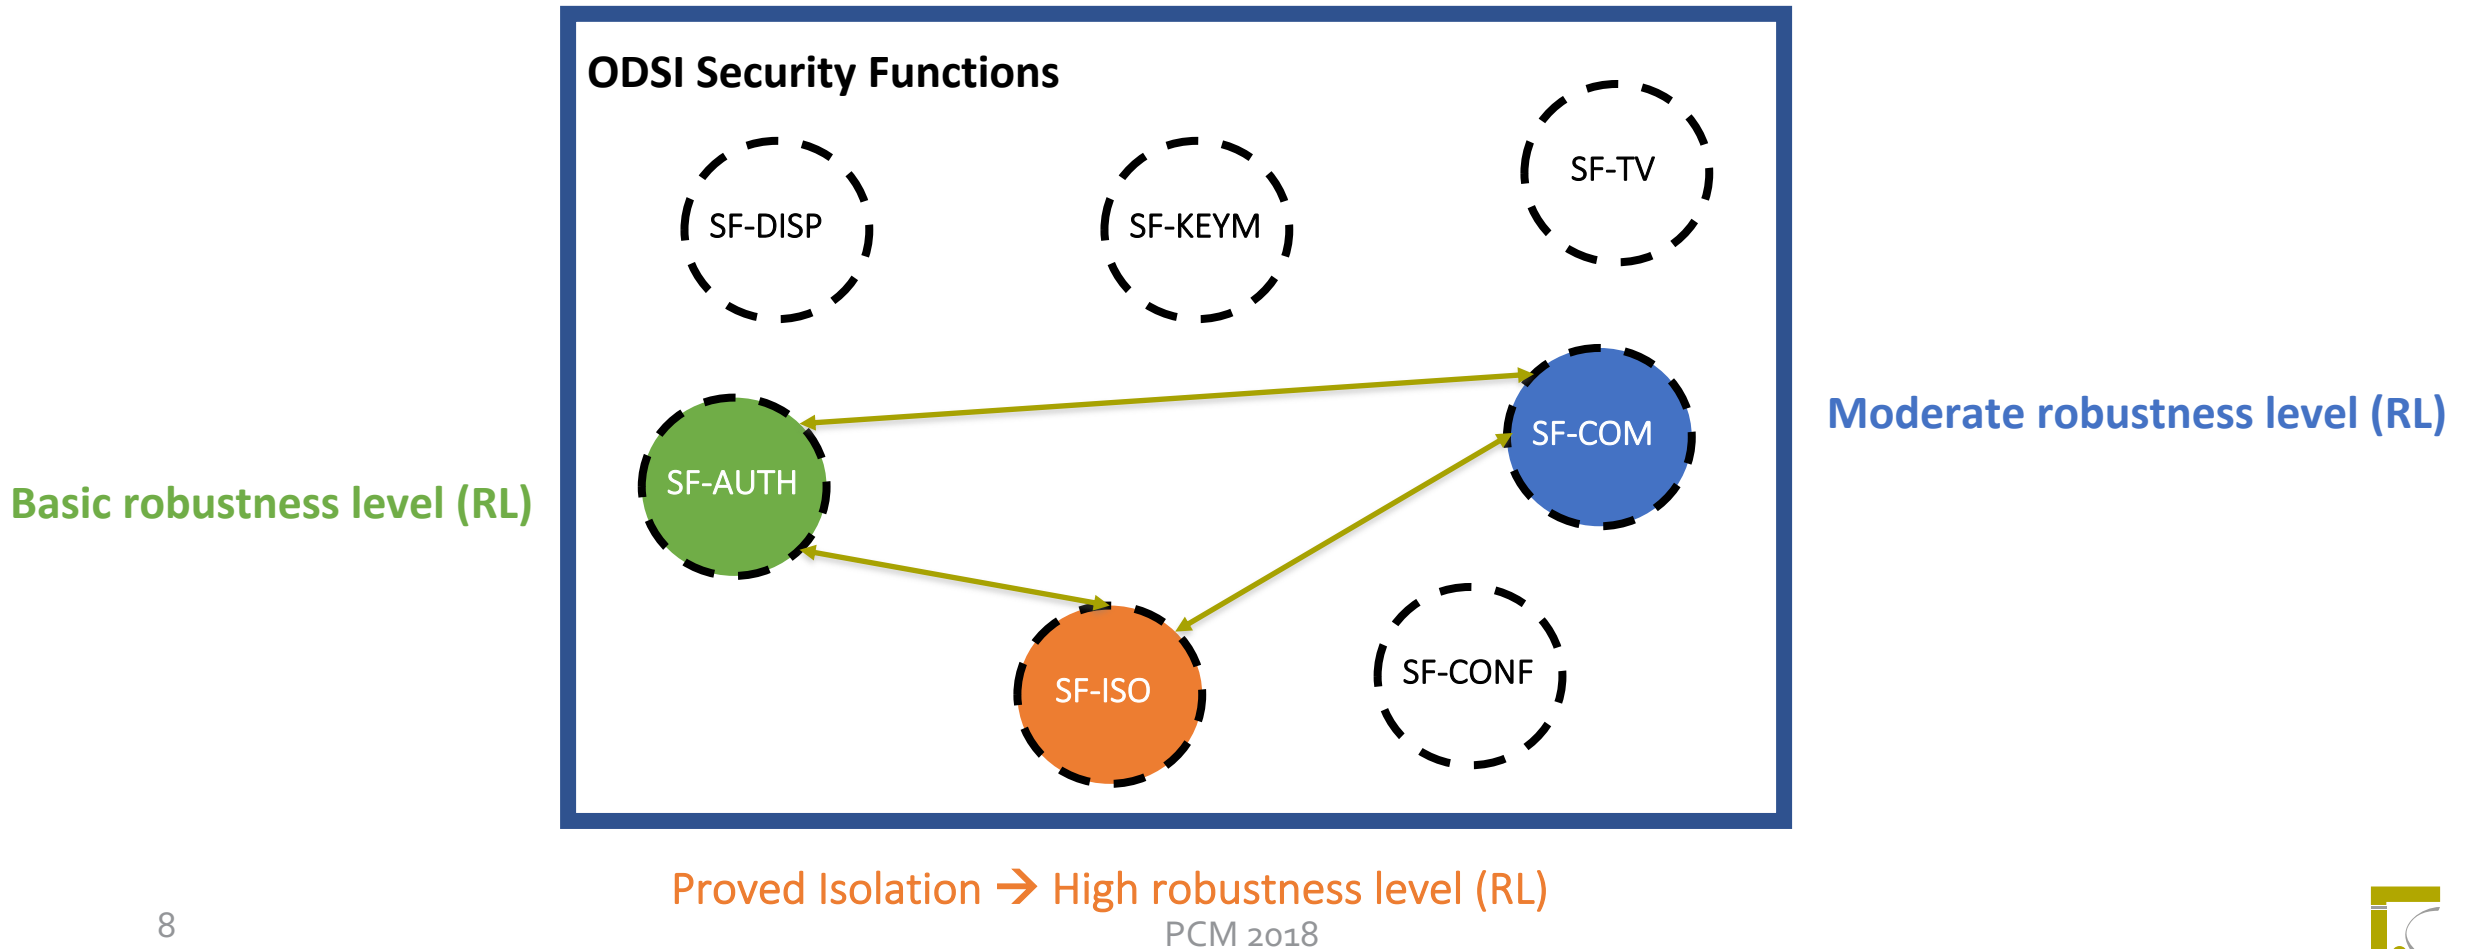 ODSI Security Functions
SF-TV
SF-DISP
SF-KEYM
Moderate robustness level (RL)
SF-COM
SF-AUTH
Basic robustness level (RL)
SF-CONF
SF-ISO
Proved Isolation → High robustness level (RL)
8
PCM 2018